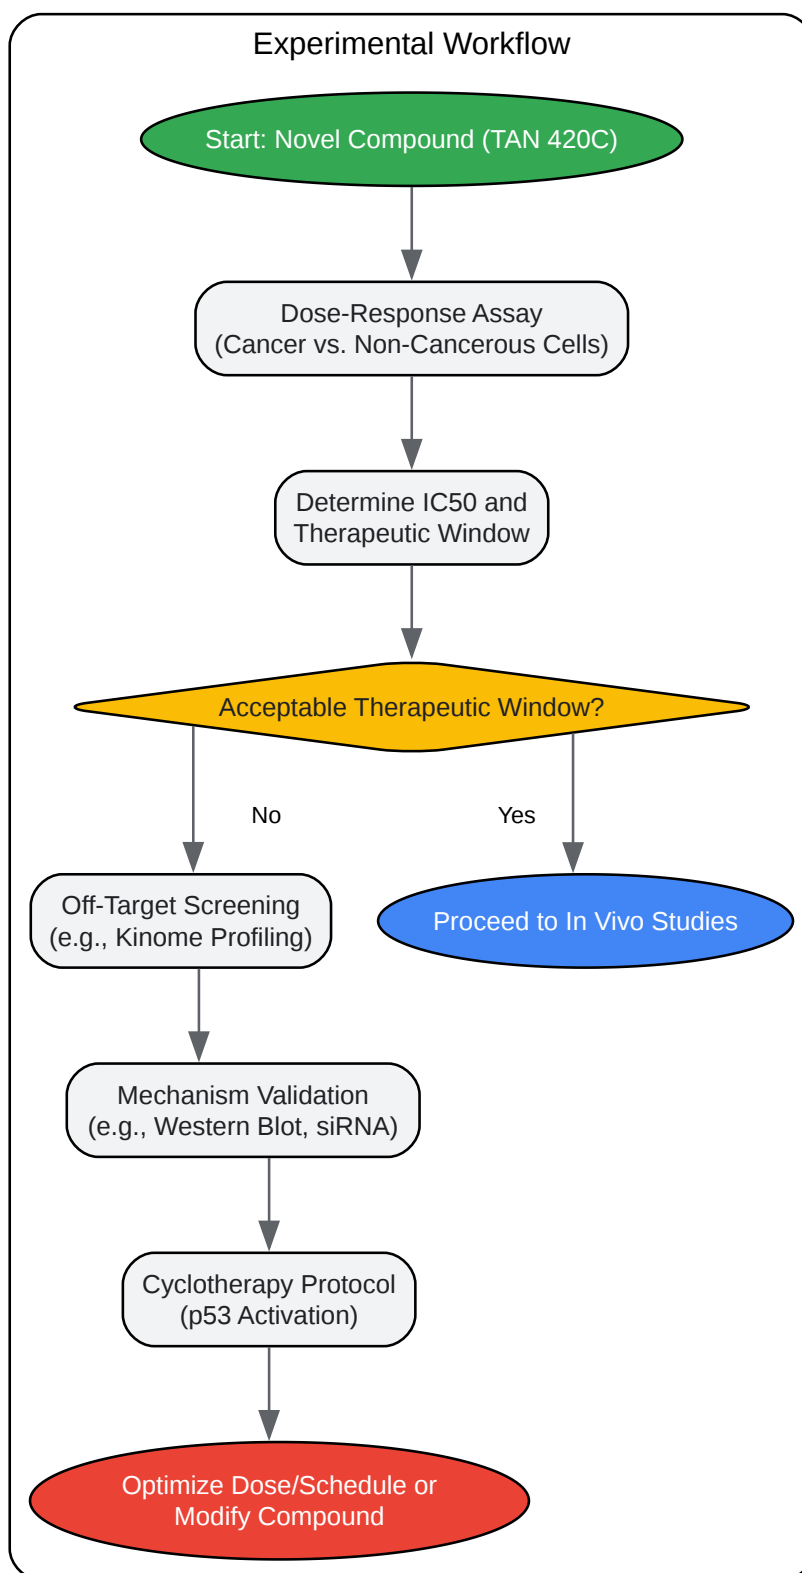 Experimental Workflow
Start: Novel Compound (TAN 420C)
Dose-Response Assay
(Cancer vs. Non-Cancerous Cells)
Determine IC50 and
Therapeutic Window
Acceptable Therapeutic Window?
No
Yes
Off-Target Screening
(e.g., Kinome Profiling)
Proceed to In Vivo Studies
Mechanism Validation
(e.g., Western Blot, siRNA)
Cyclotherapy Protocol
(p53 Activation)
Optimize Dose/Schedule or
Modify Compound